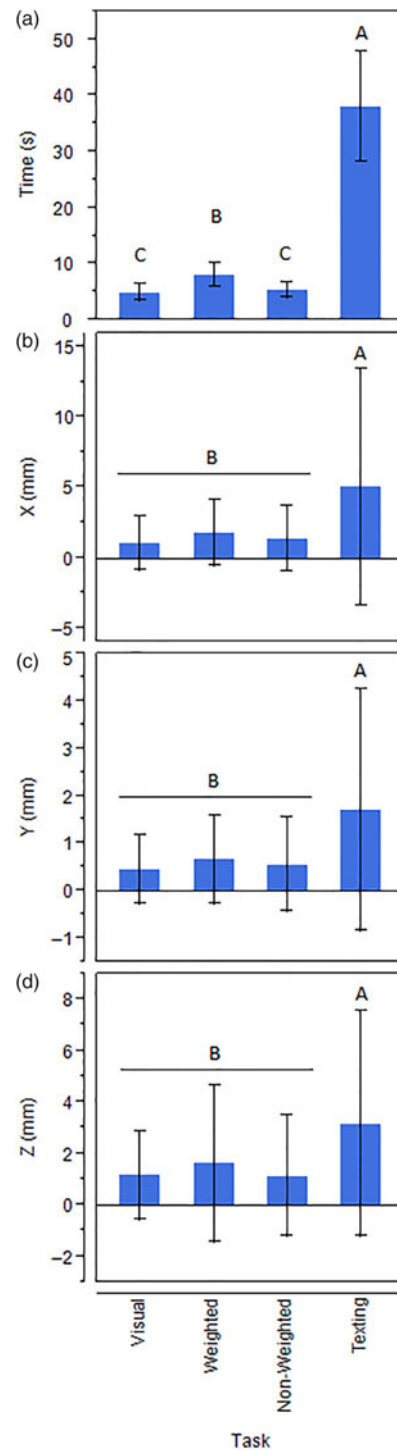 (a)
50
A
40
30
Time (s)
20
B
C
C
10
0
(b)
15
A
10
X (mm)
B
5
0
−5
(c)
5
A
4
3
Y (mm)
B
2
1
0
−1
(d)
8
A
6
B
Z (mm)
4
2
0
−2
Visual
Weighted
Non-Weighted
Texting
Task